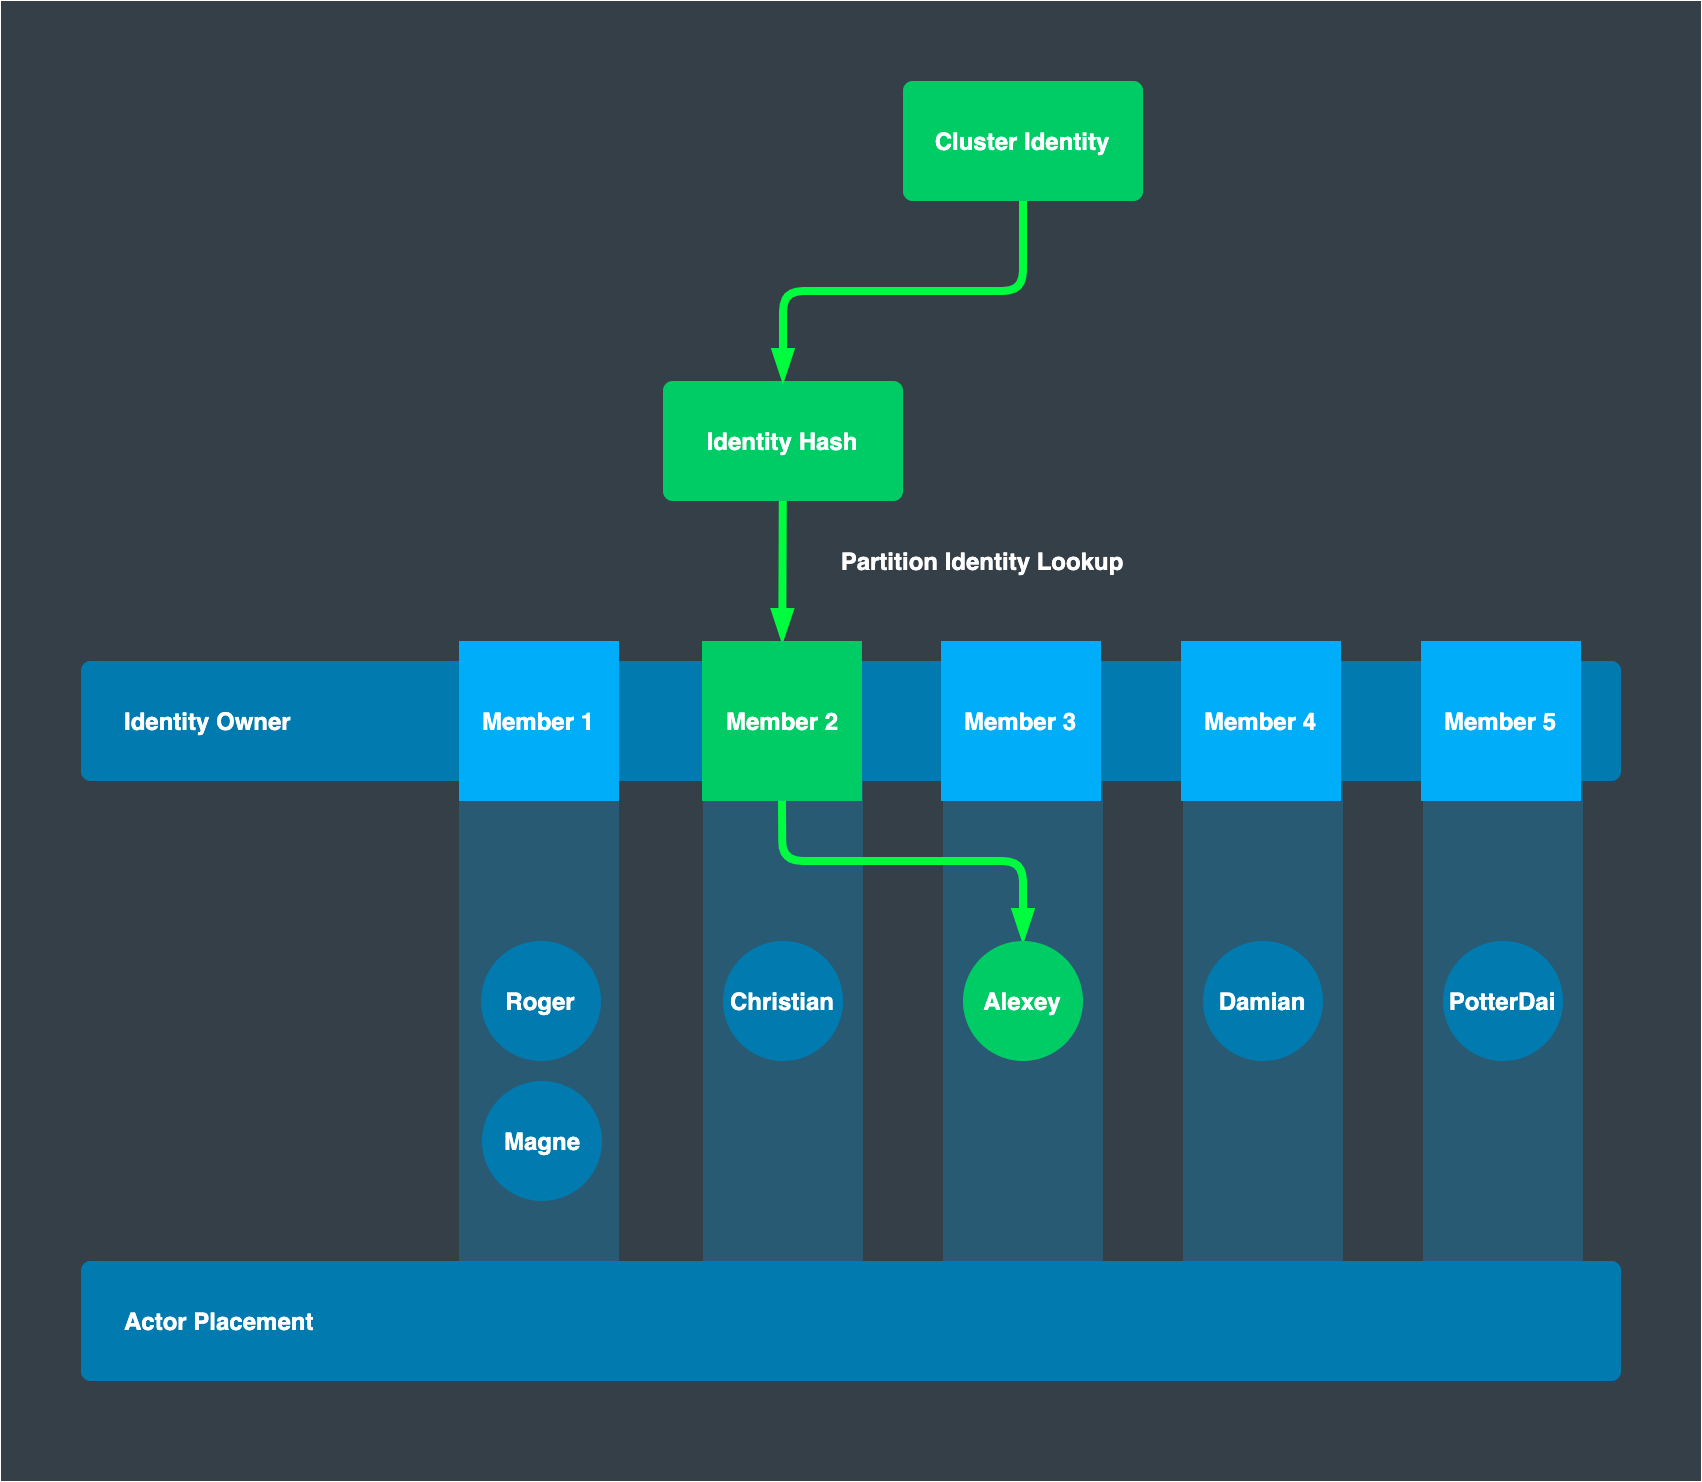 Cluster Identity
Identity Hash
Partition Identity Lookup
Identity Owner
Member 1
Member 2
Member 3
Member 4
Member 5
Roger
Christian
Alexey
Damian
PotterDai
Magne
Actor Placement